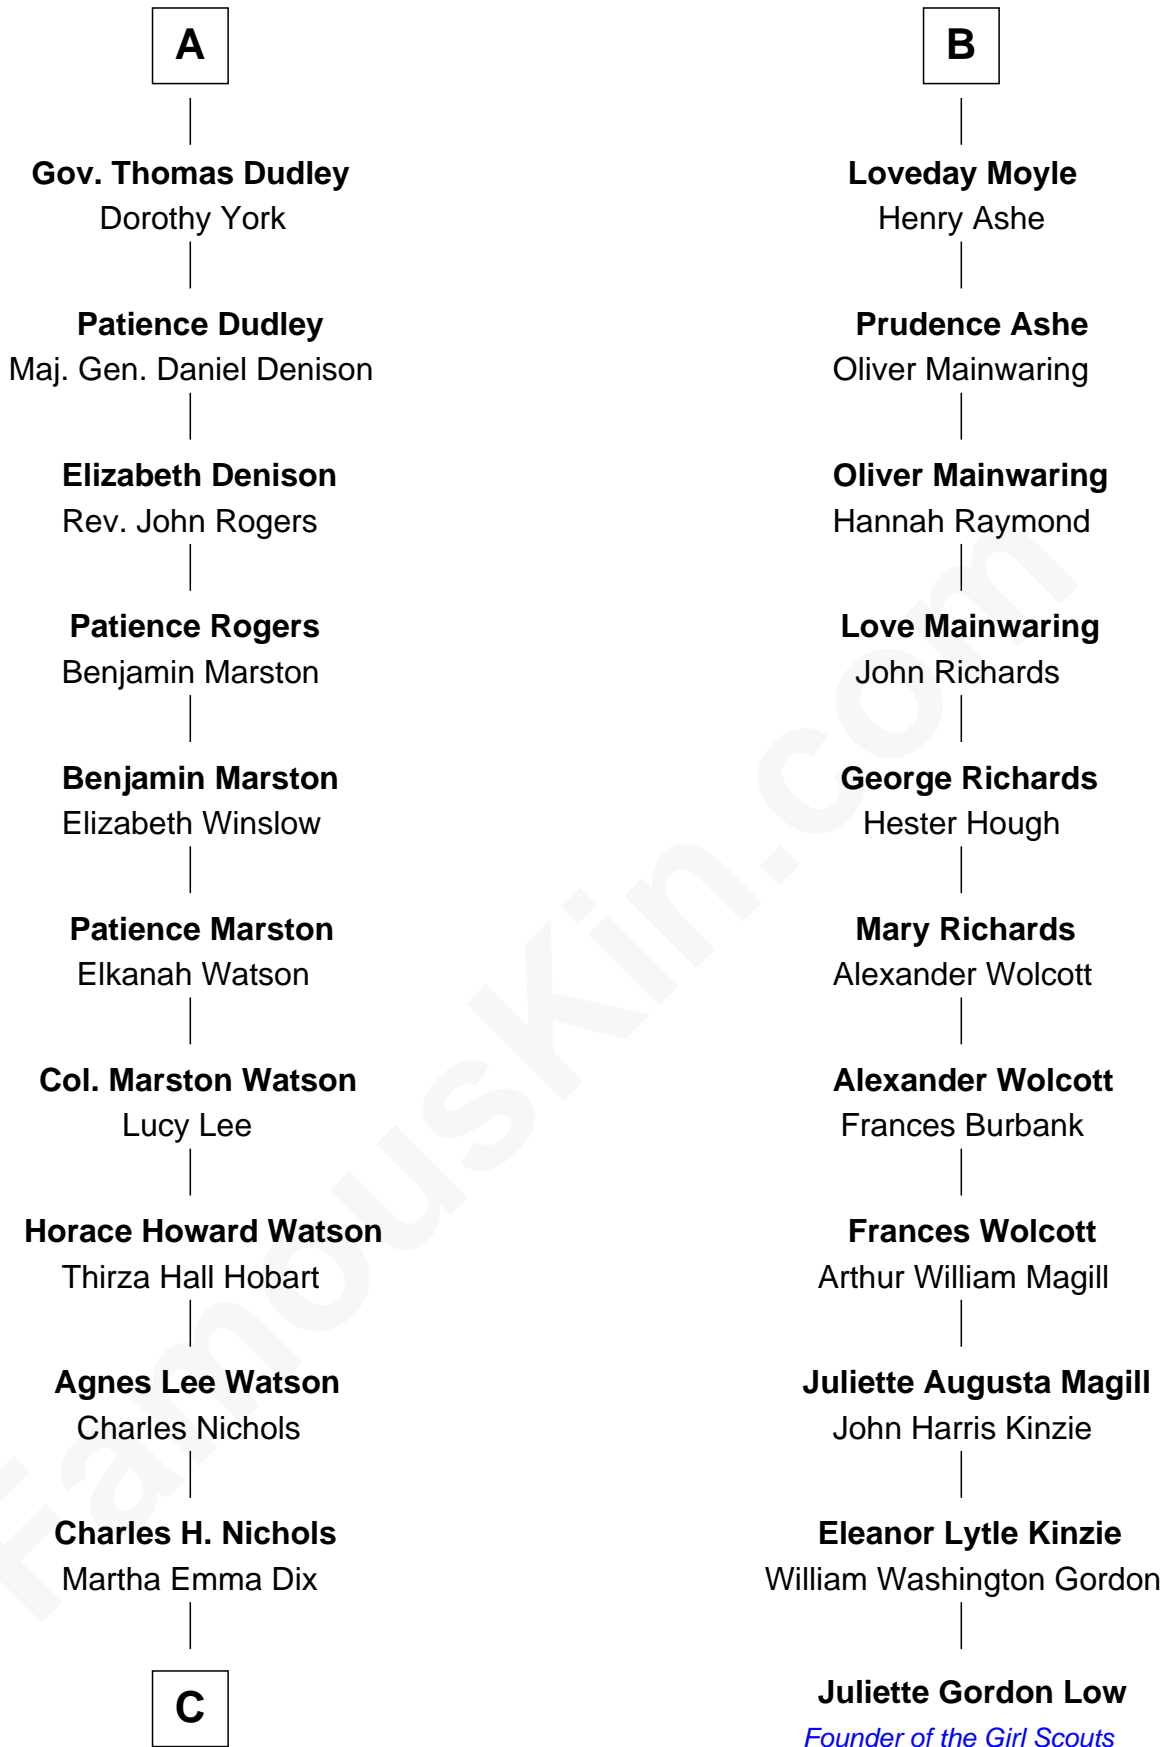 A
Gov. Thomas Dudley
Dorothy York
Patience Dudley
Maj. Gen. Daniel Denison
Elizabeth Denison
Rev. John Rogers
Patience Rogers
Benjamin Marston
Benjamin Marston
Elizabeth Winslow
Patience Marston
Elkanah Watson
Col. Marston Watson
Lucy Lee
Horace Howard Watson
Thirza Hall Hobart
Agnes Lee Watson
Charles Nichols
Charles H. Nichols
Martha Emma Dix
C
B
Loveday Moyle
Henry Ashe
Prudence Ashe
Oliver Mainwaring
Oliver Mainwaring
Hannah Raymond
Love Mainwaring
John Richards
George Richards
Hester Hough
Mary Richards
Alexander Wolcott
Alexander Wolcott
Frances Burbank
Frances Wolcott
Arthur William Magill
Juliette Augusta Magill
John Harris Kinzie
Eleanor Lytle Kinzie
William Washington Gordon
Juliette Gordon Low
Founder of the Girl Scouts
FamousKin.com